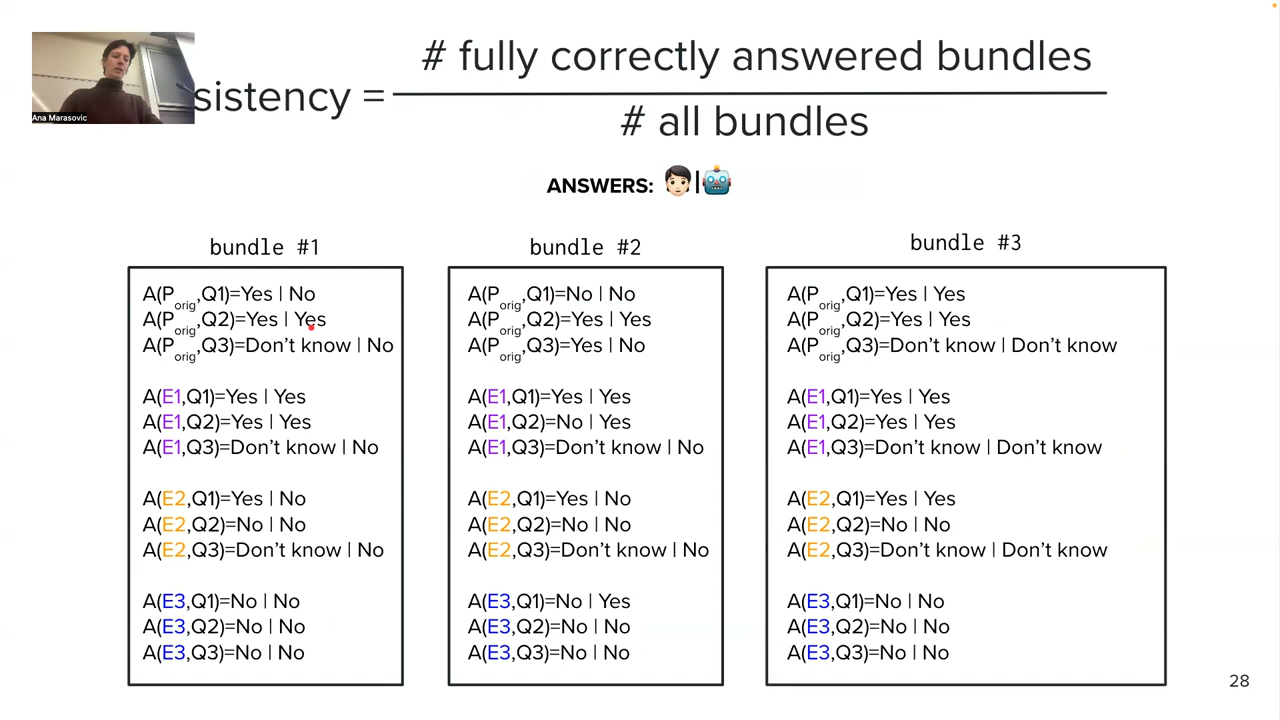 # fully correctly answered bundles
sistency =
# all bundles
Ana Marasovic
ANSWERS: |
bundle #1
A(Porig,Q1)=Yes | No
A(Porig,Q2)=Yes | Yes
A(Porig,Q3)=Don't know | No
A(E1,Q1)=Yes | Yes
A(E1,Q2)=Yes | Yes
A(E1,Q3)=Don't know | No
A(E2,Q1)=Yes | No
A(E2,Q2)=No | No
A(E2,Q3)=Don't know | No
A(E3,Q1)=No | No
A(E3,Q2)=No | No
A(E3,Q3)=No | No
bundle #2
A(Porig,Q1)=No | No
A(Porig,Q2)=Yes | Yes
A(Porig,Q3)=Yes | No
A(E1,Q1)=Yes | Yes
A(E1,Q2)=No | Yes
A(E1,Q3)=Don't know | No
A(E2,Q1)=Yes | No
A(E2,Q2)=No | No
A(E2,Q3)=Don't know | No
A(E3,Q1)=No | Yes
A(E3,Q2)=No | No
A(E3,Q3)=No | No
bundle #3
A(Porig,Q1)=Yes | Yes
A(Porig,Q2)=Yes | Yes
A(Porig,Q3)=Don't know | Don't know
A(E1,Q1)=Yes | Yes
A(E1,Q2)=Yes | Yes
A(E1,Q3)=Don't know | Don't know
A(E2,Q1)=Yes | Yes
A(E2,Q2)=No | No
A(E2,Q3)=Don't know | Don't know
A(E3,Q1)=No | No
A(E3,Q2)=No | No
A(E3,Q3)=No | No
28